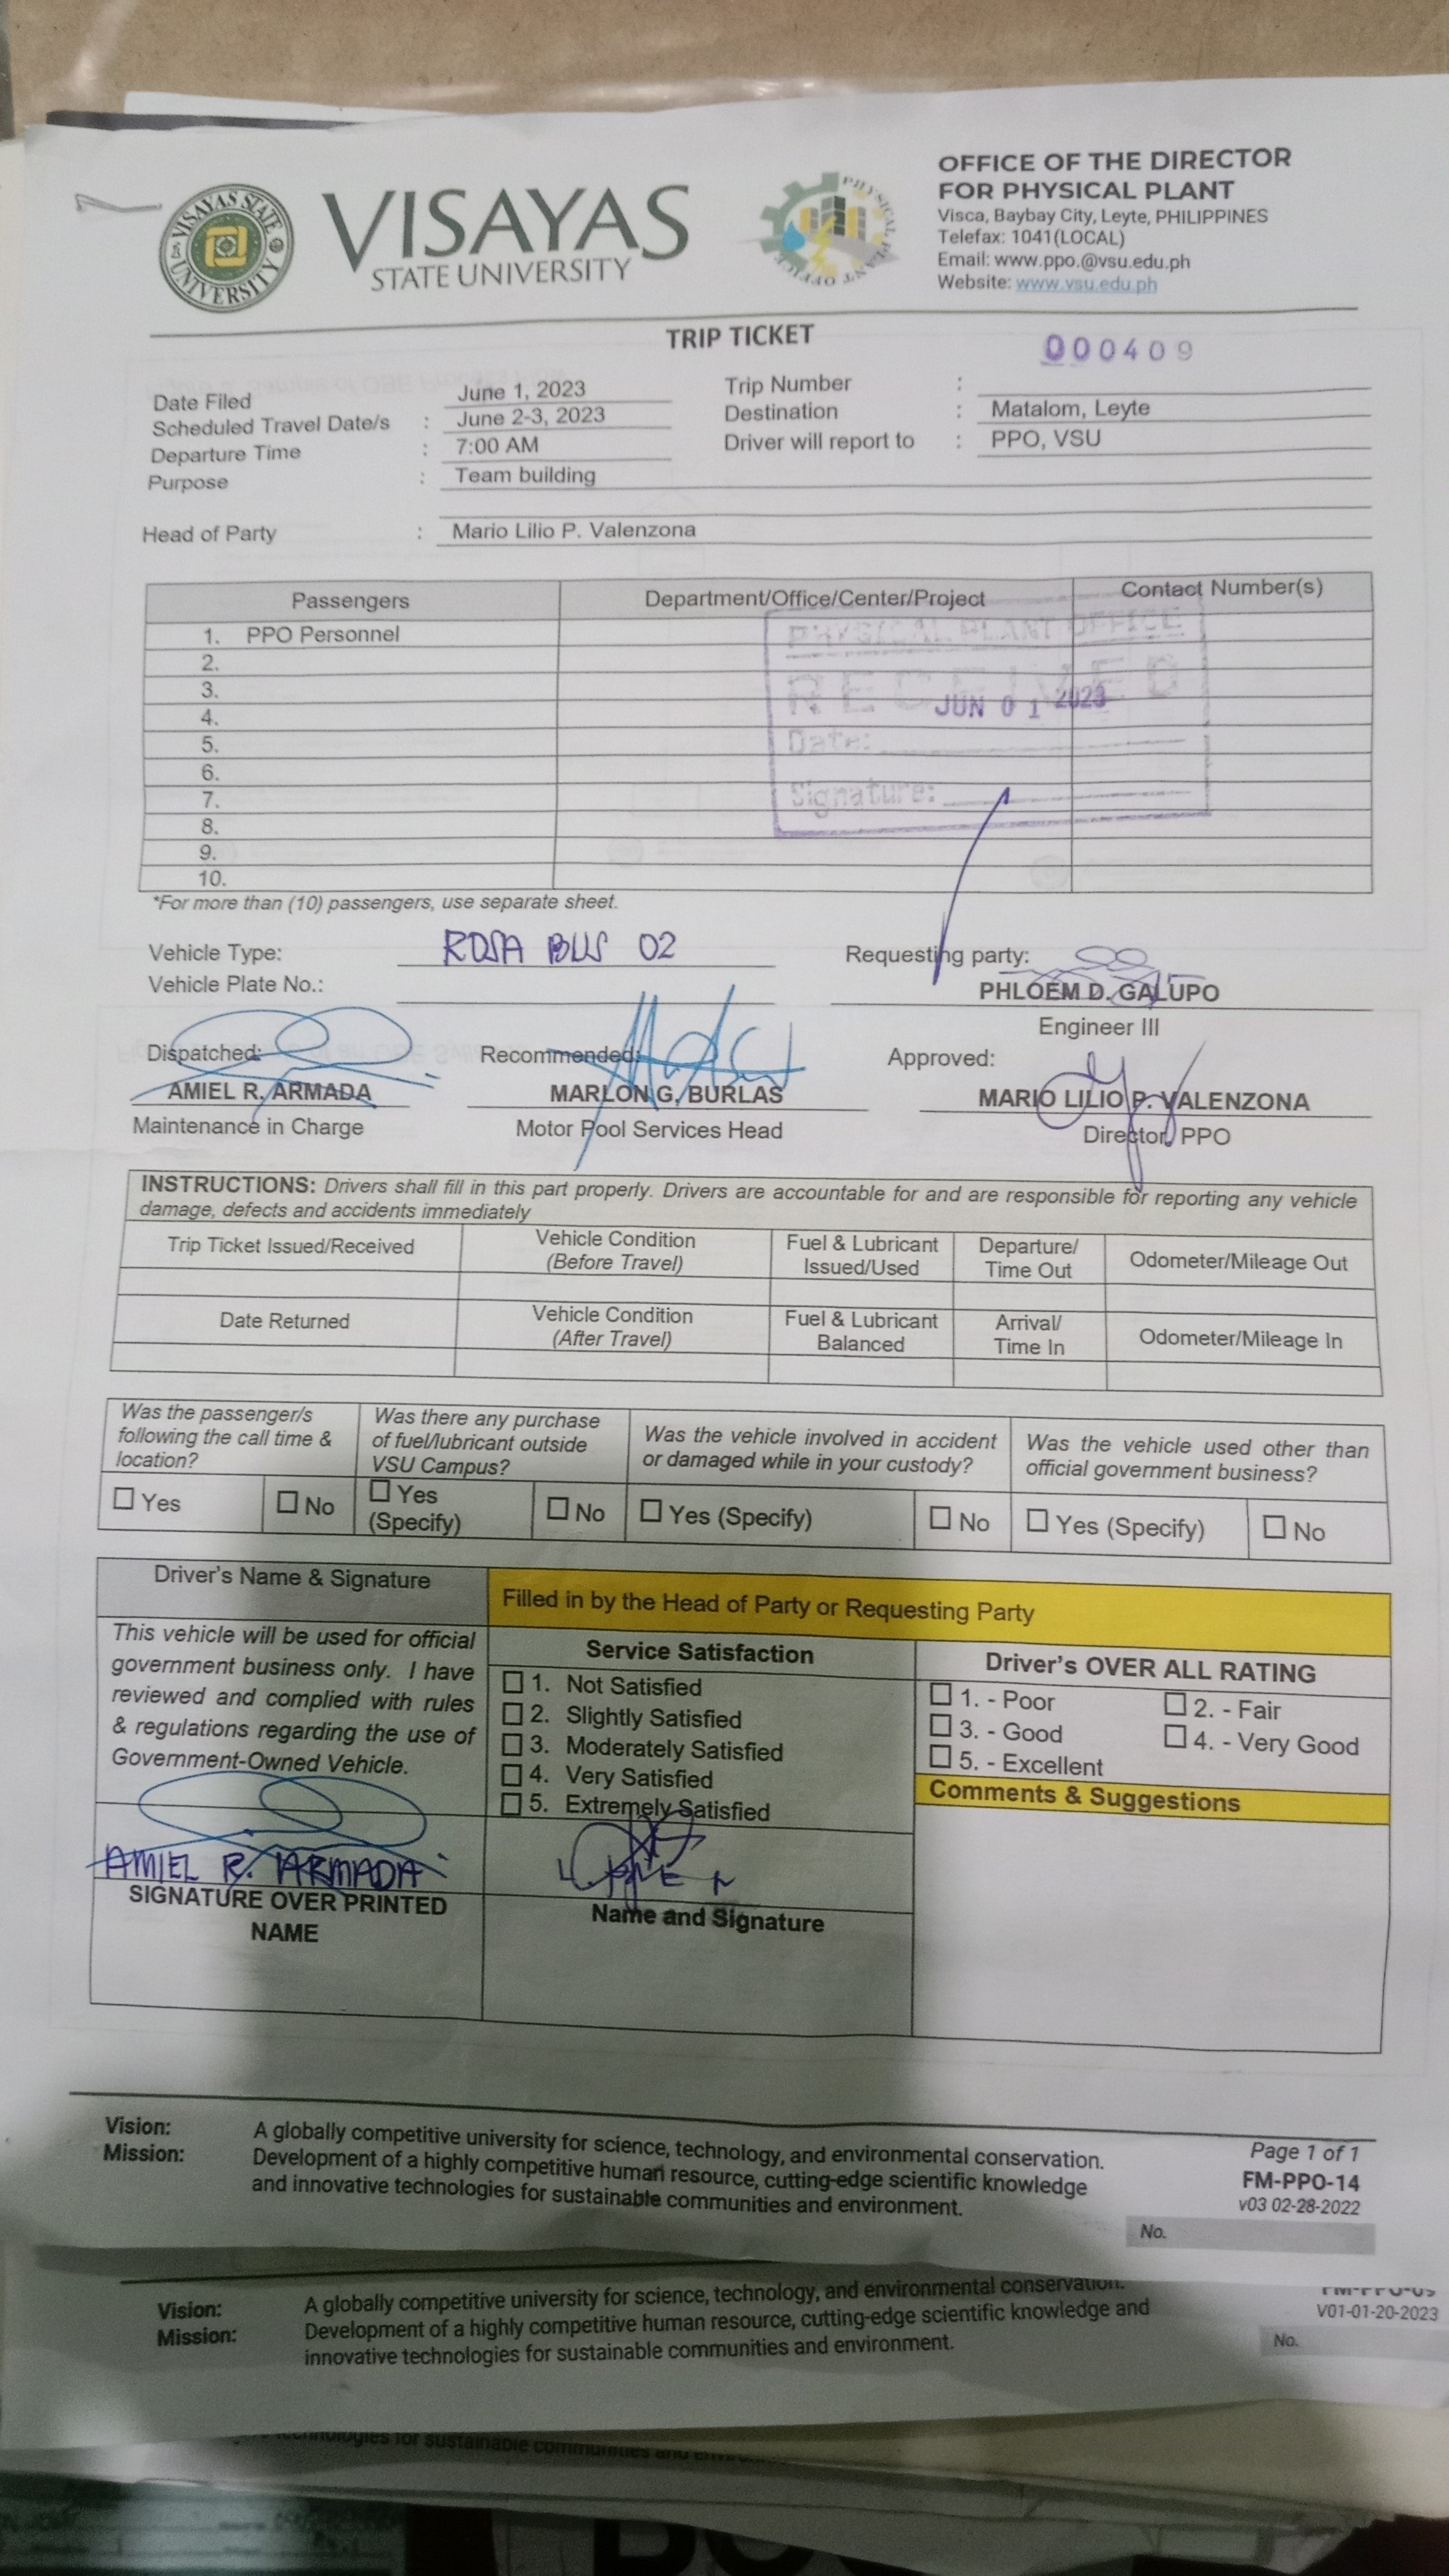 VISAYAS STATE UNIVERSITY
VISAYAS
STATE UNIVERSITY
PHYSICAL PLANT OFFICE
OFFICE OF THE DIRECTOR
FOR PHYSICAL PLANT
Visca, Baybay City, Leyte, PHILIPPINES
Telefax: 1041(LOCAL)
Email: www.ppo.@vsu.edu.ph
Website: www.vsu.edu.ph
TRIP TICKET
000409
Date Filed June 1, 2023
Scheduled Travel Date/s : June 2-3, 2023
Departure Time : 7:00 AM
Purpose : Team building
Trip Number :
Destination : Matalom, Leyte
Driver will report to : PPO, VSU
Head of Party : Mario Lilio P. Valenzona
Passengers Department/Office/Center/Project Contact Number(s)
1. PPO Personnel
2.
3.
4.
5.
6.
7.
8.
9.
10.
PHYSICAL PLANT OFFICE
RECEIVED
JUN 01 2023
Date:
Signature:
*For more than (10) passengers, use separate sheet.
Vehicle Type: ROSA BUS 02
Vehicle Plate No.:
Requesting party:
PHLOEM D. GALUPO
Engineer III
Dispatched:
AMIEL R. ARMADA
Maintenance in Charge
Recommended:
MARLON G. BURLAS
Motor Pool Services Head
Approved:
MARIO LILIO P. VALENZONA
Director, PPO
INSTRUCTIONS: Drivers shall fill in this part properly. Drivers are accountable for and are responsible for reporting any vehicle
damage, defects and accidents immediately
Trip Ticket Issued/Received
Vehicle Condition
(Before Travel)
Fuel & Lubricant
Issued/Used
Departure/
Time Out
Odometer/Mileage Out
Date Returned
Vehicle Condition
(After Travel)
Fuel & Lubricant
Balanced
Arrival/
Time In
Odometer/Mileage In
Was the passenger/s
following the call time &
location?
Yes No
Was there any purchase
of fuel/lubricant outside
VSU Campus?
Yes
(Specify)
No
Was the vehicle involved in accident
or damaged while in your custody?
Yes (Specify) No
Was the vehicle used other than
official government business?
Yes (Specify) No
Driver's Name & Signature
This vehicle will be used for official
government business only. I have
reviewed and complied with rules
& regulations regarding the use of
Government-Owned Vehicle.
AMIEL R. ARMADA
SIGNATURE OVER PRINTED
NAME
Filled in by the Head of Party or Requesting Party
Service Satisfaction
1. Not Satisfied
2. Slightly Satisfied
3. Moderately Satisfied
4. Very Satisfied
5. Extremely Satisfied
Name and Signature
Driver's OVER ALL RATING
1. - Poor 2. - Fair
3. - Good 4. - Very Good
5. - Excellent
Comments & Suggestions
Vision: A globally competitive university for science, technology, and environmental conservation.
Mission: Development of a highly competitive human resource, cutting-edge scientific knowledge
and innovative technologies for sustainable communities and environment.
Page 1 of 1
FM-PPO-14
v03 02-28-2022
No.
Vision: A globally competitive university for science, technology, and environmental conservation.
Mission: Development of a highly competitive human resource, cutting-edge scientific knowledge and
innovative technologies for sustainable communities and environment.
V01-01-20-2023
No.